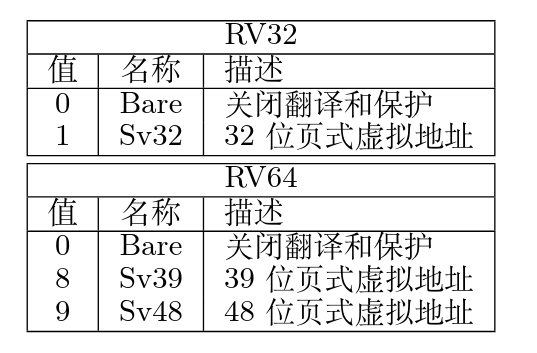 RV32
值 名称 描述
0 Bare 关闭翻译和保护
1 Sv32 32 位页式虚拟地址
RV64
值 名称 描述
0 Bare 关闭翻译和保护
8 Sv39 39 位页式虚拟地址
9 Sv48 48 位页式虚拟地址